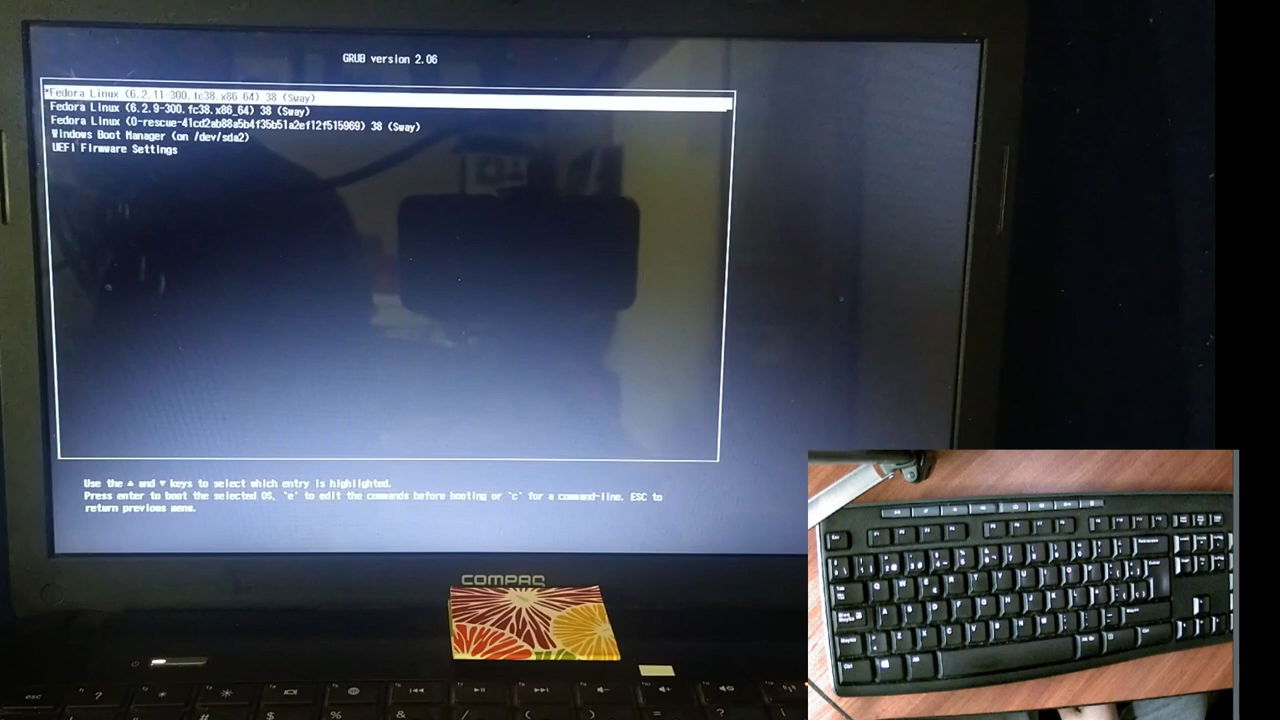 GRUB version 2.06
*Fedora Linux (6.2.11-300.fc38.x86_64) 38 (Sway)
Fedora Linux (6.2.9-300.fc38.x86_64) 38 (Sway)
Fedora Linux (0-rescue-41cd2ab88a5b4f35b51a2ef12f515969) 38 (Sway)
Windows Boot Manager (on /dev/sda2)
UEFI Firmware Settings
Use the ▲ and ▼ keys to select which entry is highlighted.
Press enter to boot the selected OS, `e' to edit the commands before booting or `c' for a command-line. ESC to
return previous menu.
COMPAQ
esc